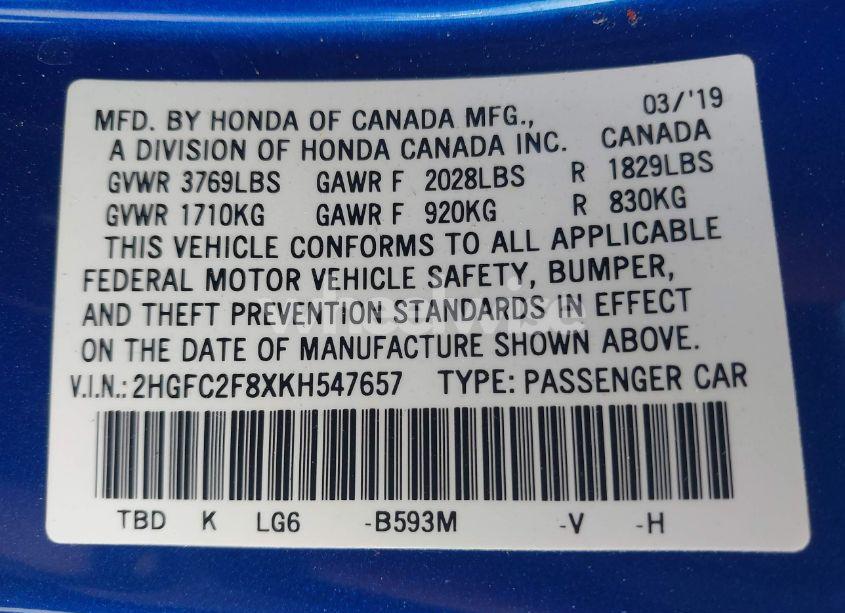 03/'19
MFD. BY HONDA OF CANADA MFG.,
A DIVISION OF HONDA CANADA INC. CANADA
GVWR 3769LBS GAWR F 2028LBS R 1829LBS
GVWR 1710KG GAWR F 920KG R 830KG
THIS VEHICLE CONFORMS TO ALL APPLICABLE
FEDERAL MOTOR VEHICLE SAFETY, BUMPER,
AND THEFT PREVENTION STANDARDS IN EFFECT
wheelwise
ON THE DATE OF MANUFACTURE SHOWN ABOVE.
V.I.N.: 2HGFC2F8XKH547657 TYPE: PASSENGER CAR
TBD K LG6 -B593M -V -H